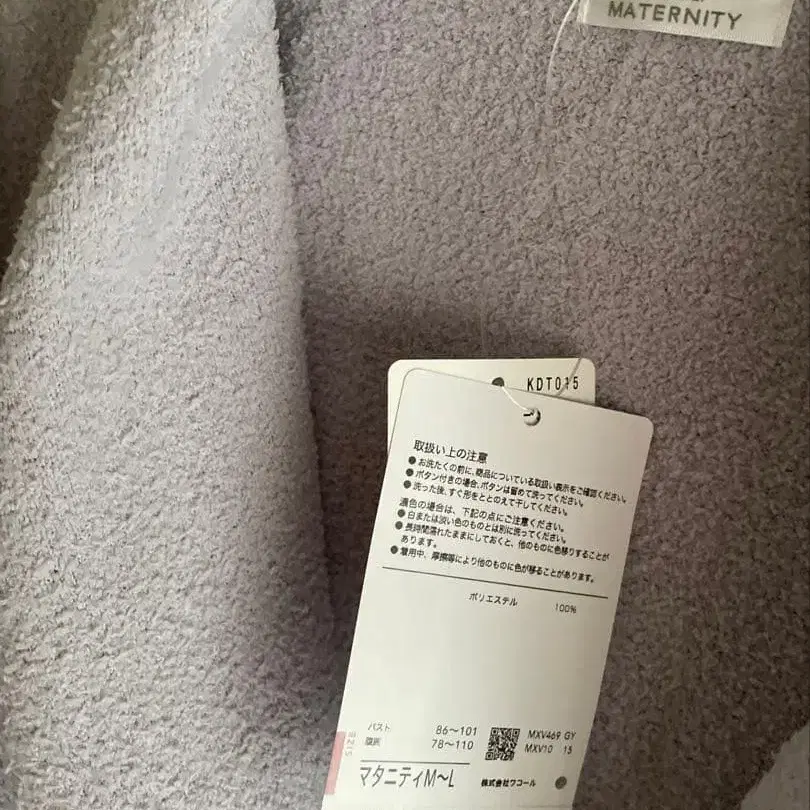 MATERNITY
KDT015
取扱い上の注意
●お洗たくの前に、商品についている取扱い表示をご確認ください。
●ボタン付きの場合、ボタンは留めて洗ってください。
●洗った後、すぐ形をととのえて干してください。
濃色の場合は、下記の点にご注意ください。
●白または淡い色のものとは別に洗ってください。
●長時間濡れたままにしておくと、他のものに色移りすることが
あります。
●着用中、摩擦等により他のものに色が移ることがあります。
ポリエステル 100%
バスト 86〜101
腹囲 78〜110
マタニティM〜L
MXV469 GY
MXV10 13
株式会社ワコール